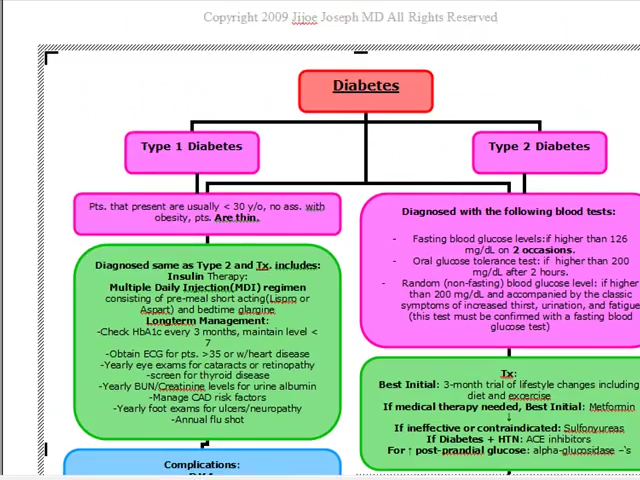 Copyright 2009 Jijoe Joseph MD All Rights Reserved
Diabetes
Type 1 Diabetes
Type 2 Diabetes
Pts. that present are usually < 30 y/o, no ass. with
obesity, pts. Are thin.
Diagnosed same as Type 2 and Tx. includes:
Insulin Therapy:
Multiple Daily Injection(MDI) regimen
consisting of pre-meal short acting(Lispro or
Aspart) and bedtime glargine
Longterm Management:
-Check HbA1c every 3 months, maintain level <
7
-Obtain ECG for pts. >35 or w/heart disease
-Yearly eye exams for cataracts or retinopathy
-screen for thyroid disease
-Yearly BUN/Creatinine levels for urine albumin
-Manage CAD risk factors
-Yearly foot exams for ulcers/neuropathy
-Annual flu shot
Complications:
Diagnosed with the following blood tests:
- Fasting blood glucose levels:if higher than 126
mg/dL on 2 occasions.
- Oral glucose tolerance test: if higher than 200
mg/dL after 2 hours.
- Random (non-fasting) blood glucose level: if higher
than 200 mg/dL and accompanied by the classic
symptoms of increased thirst, urination, and fatigue
(this test must be confirmed with a fasting blood
glucose test)
Tx:
Best Initial: 3-month trial of lifestyle changes including
diet and excercise
If medical therapy needed, Best Initial: Metformin
↓
If ineffective or contraindicated: Sulfonyureas
If Diabetes + HTN: ACE inhibitors
For ↑ post-prandial glucose: alpha-glucosidase –'s